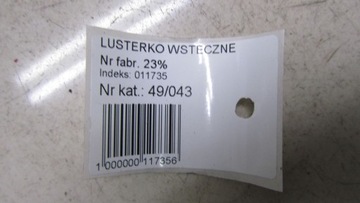 LUSTERKO WSTECZNE
Nr fabr. 23%
Indeks: 011735
Nr kat.: 49/043
1 000000 117356